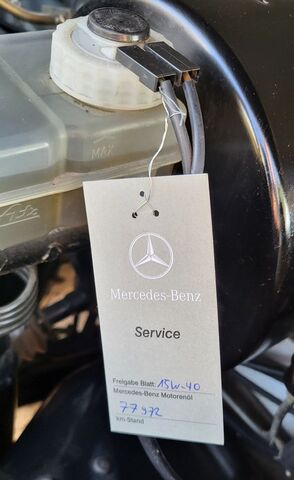 MAX
Mercedes-Benz
Service
Freigabe Blatt: 15W-40
Mercedes-Benz Motorenöl
77972
km-Stand